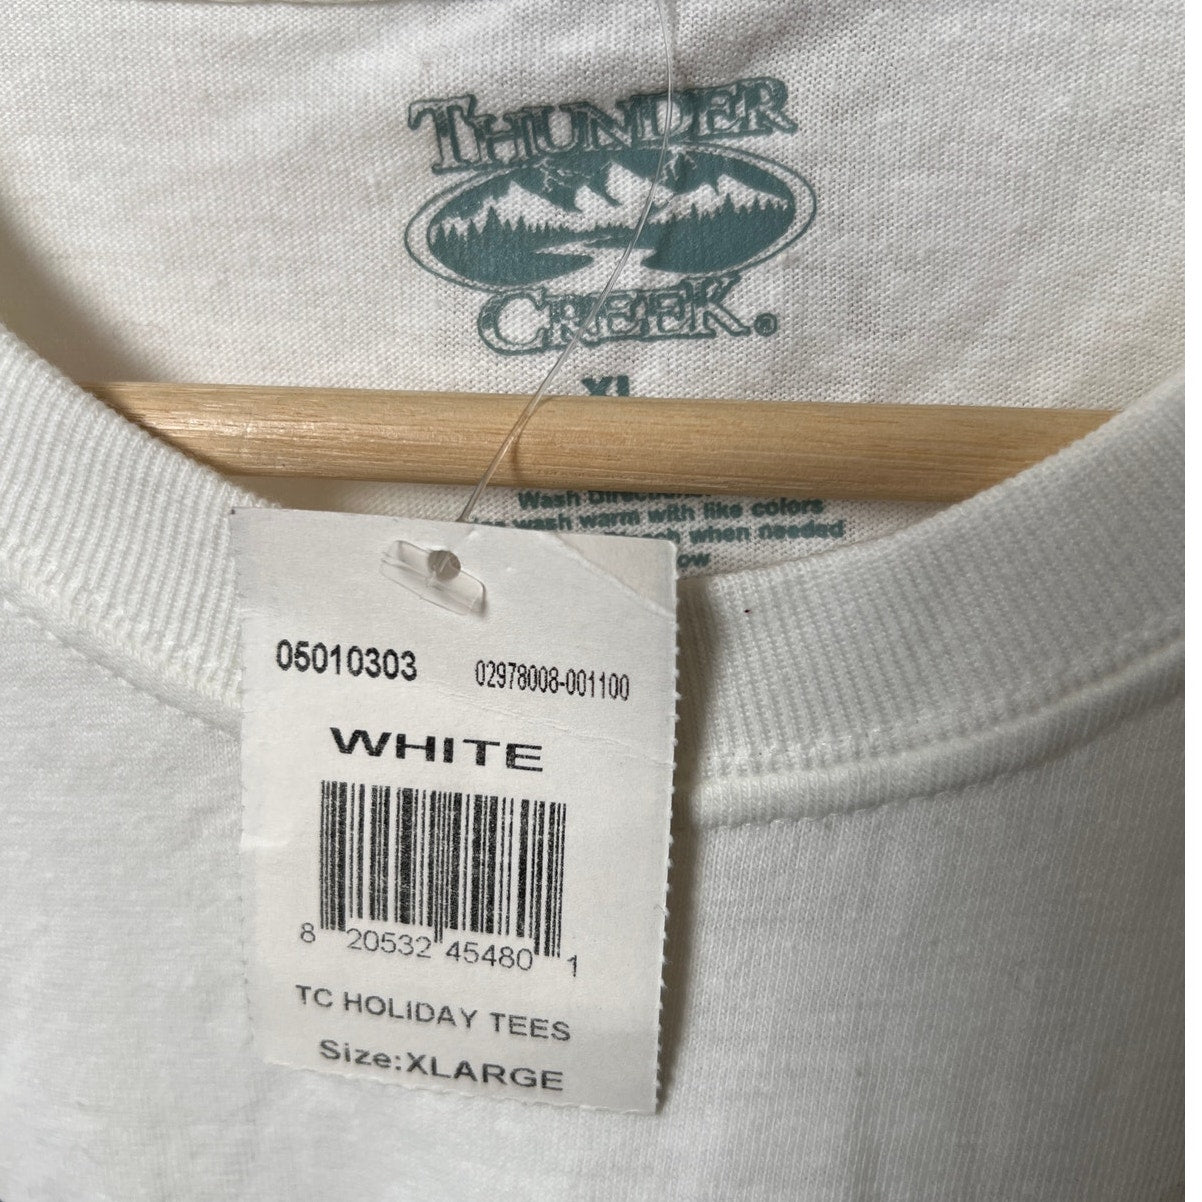 THUNDER
CREEK®
XL
Wash
wash warm with like colors
when needed
05010303
02978008-001100
WHITE
8 20532 45480 1
TC HOLIDAY TEES
Size:XLARGE